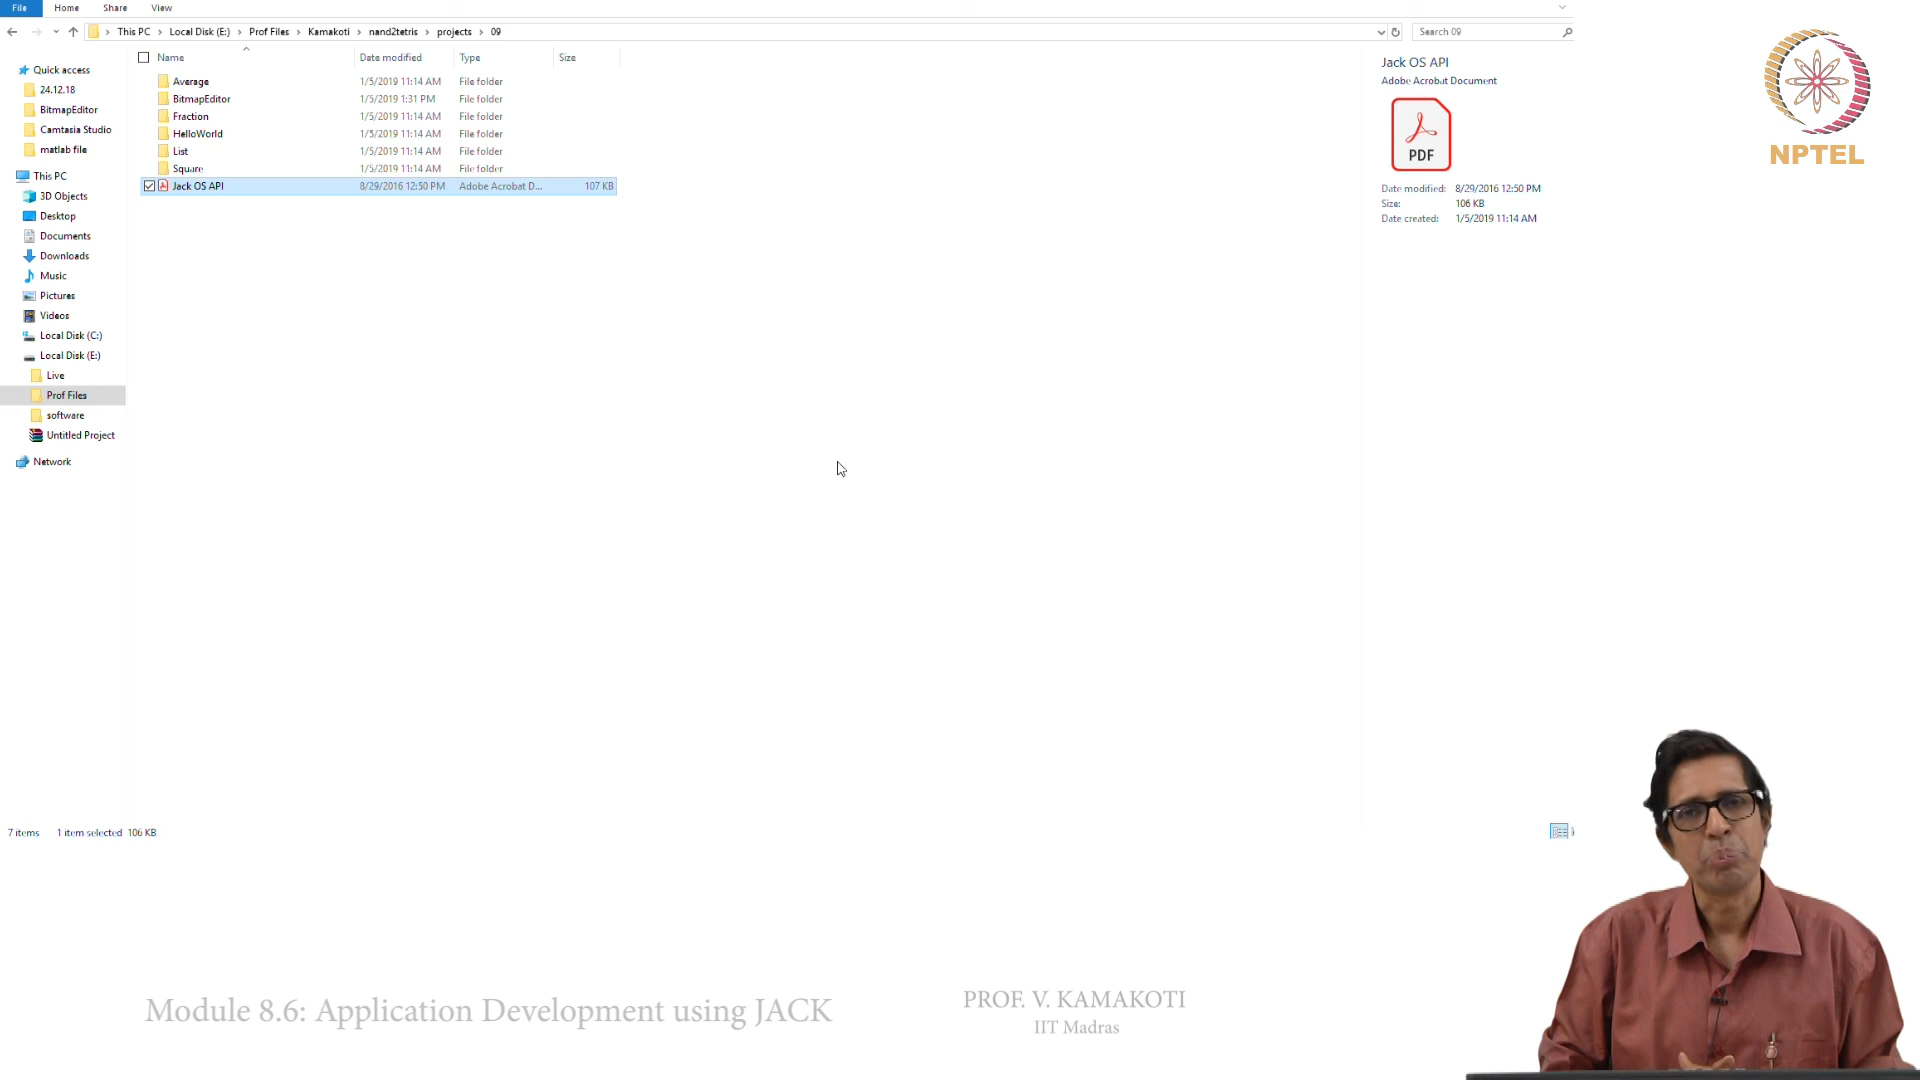 File Home Share View
This PC > Local Disk (E:) > Prof Files > Kamakoti > nand2tetris > projects > 09
Search 09
Name Date modified Type Size
Average 1/5/2019 11:14 AM File folder
BitmapEditor 1/5/2019 1:31 PM File folder
Fraction 1/5/2019 11:14 AM File folder
HelloWorld 1/5/2019 11:14 AM File folder
List 1/5/2019 11:14 AM File folder
Square 1/5/2019 11:14 AM File folder
Jack OS API 8/29/2016 12:50 PM Adobe Acrobat D... 107 KB
Quick access
24.12.18
BitmapEditor
Camtasia Studio
matlab file
This PC
3D Objects
Desktop
Documents
Downloads
Music
Pictures
Videos
Local Disk (C:)
Local Disk (E:)
Live
Prof Files
software
Untitled Project
Network
Jack OS API
Adobe Acrobat Document
PDF
Date modified: 8/29/2016 12:50 PM
Size: 106 KB
Date created: 1/5/2019 11:14 AM
NPTEL
7 items 1 item selected 106 KB
Module 8.6: Application Development using JACK
PROF. V. KAMAKOTI
IIT Madras